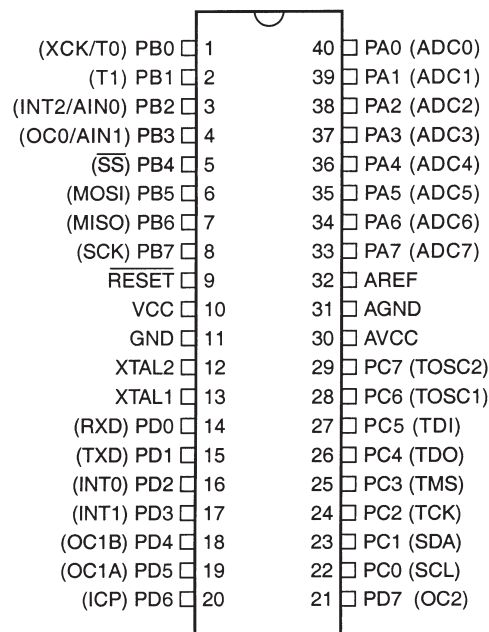 (XCK/T0) PB0 1 40 PA0 (ADC0)
(T1) PB1 2 39 PA1 (ADC1)
(INT2/AIN0) PB2 3 38 PA2 (ADC2)
(OC0/AIN1) PB3 4 37 PA3 (ADC3)
(S̅S̅) PB4 5 36 PA4 (ADC4)
(MOSI) PB5 6 35 PA5 (ADC5)
(MISO) PB6 7 34 PA6 (ADC6)
(SCK) PB7 8 33 PA7 (ADC7)
R̅E̅S̅E̅T̅ 9 32 AREF
VCC 10 31 AGND
GND 11 30 AVCC
XTAL2 12 29 PC7 (TOSC2)
XTAL1 13 28 PC6 (TOSC1)
(RXD) PD0 14 27 PC5 (TDI)
(TXD) PD1 15 26 PC4 (TDO)
(INT0) PD2 16 25 PC3 (TMS)
(INT1) PD3 17 24 PC2 (TCK)
(OC1B) PD4 18 23 PC1 (SDA)
(OC1A) PD5 19 22 PC0 (SCL)
(ICP) PD6 20 21 PD7 (OC2)